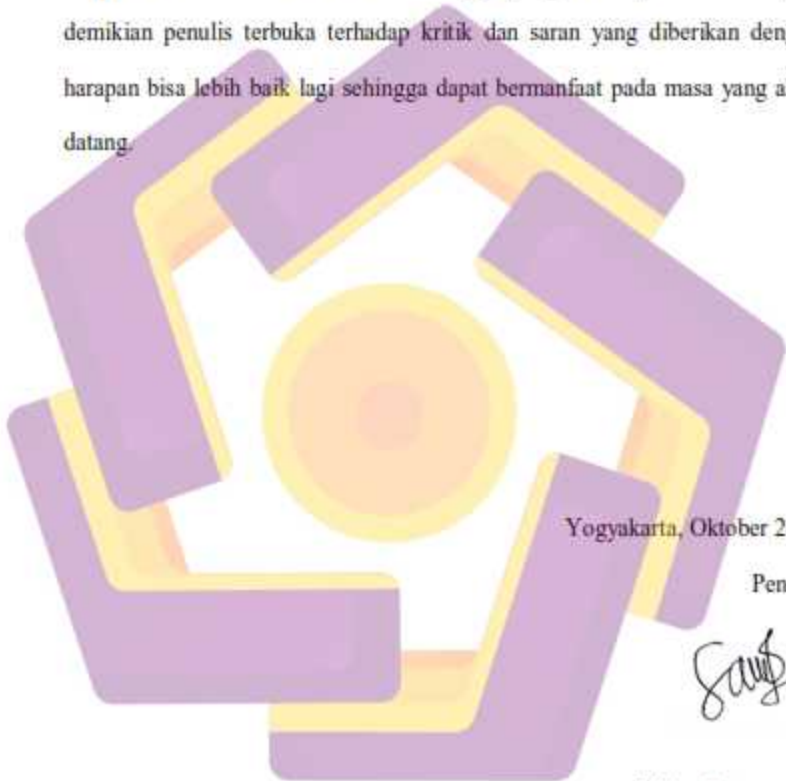 demikian penulis terbuka terhadap kritik dan saran yang diberikan den
harapan bisa lebih baik lagi sehingga dapat bermanfaat pada masa yang a
datang.
Yogyakarta, Oktober 2
Pen